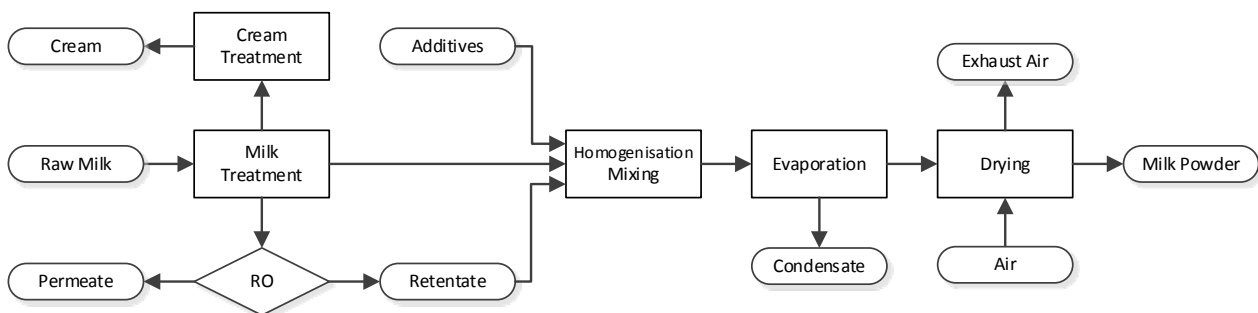 Cream
Cream
Treatment
Additives
Exhaust Air
Raw Milk
Milk
Treatment
Homogenisation
Mixing
Evaporation
Drying
Milk Powder
Permeate
RO
Retentate
Condensate
Air